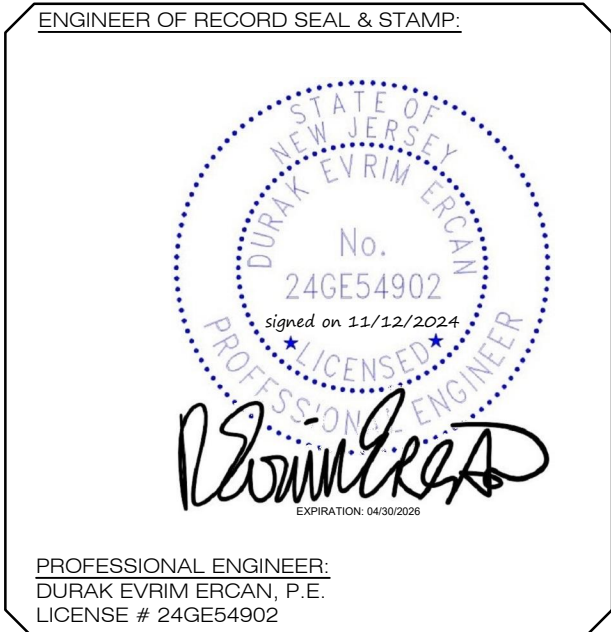 ENGINEER OF RECORD SEAL & STAMP:
STATE OF
NEW JERSEY
DURAK EVRIM ERCAN
No.
24GE54902
signed on 11/12/2024
★LICENSED★
PROFFSSIONAL ENGINEER
EXPIRATION: 04/30/2026
PROFESSIONAL ENGINEER:
DURAK EVRIM ERCAN, P.E.
LICENSE # 24GE54902